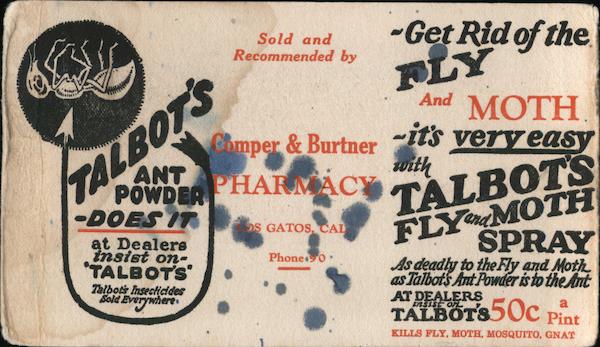 TALBOT'S
ANT
POWDER
-DOES IT
at Dealers
insist on-
"TALBOT'S"
Talbot's Insecticides
Sold Everywhere.
Sold and
Recommended by
Comper & Burtner
PHARMACY
LOS GATOS, CAL.
Phone 90
~Get Rid of the
FLY
And MOTH
~it's very easy
with
TALBOT'S
FLY and MOTH
SPRAY
As deadly to the Fly and Moth
as Talbot's Ant Powder is to the Ant
AT DEALERS
insist on
TALBOT'S 50c a Pint
KILLS FLY, MOTH, MOSQUITO, GNAT